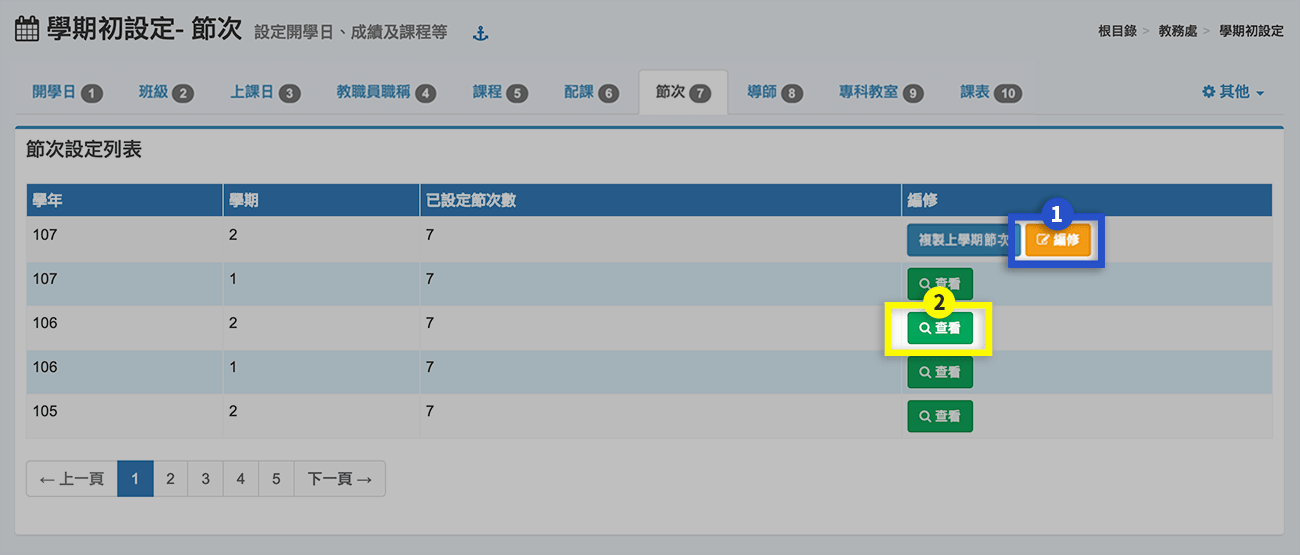 學期初設定- 節次 設定開學日、成績及課程等
根目錄 > 教務處 > 學期初設定
開學日 1 班級 2 上課日 3 教職員職稱 4 課程 5 配課 6 節次 7 導師 8 專科教室 9 課表 10 其他
節次設定列表
學年 學期 已設定節次數 編修
1
107 2 7 複製上學期節次 編修
107 1 7 查看
2
106 2 7 查看
106 1 7 查看
105 2 7 查看
← 上一頁 1 2 3 4 5 下一頁 →